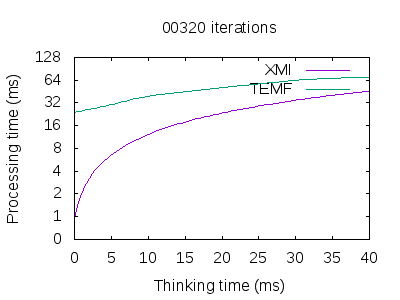 00320 iterations
128
64
32
16
8
4
2
1
0
Processing time (ms)
XMI
TEMF
0 5 10 15 20 25 30 35 40
Thinking time (ms)